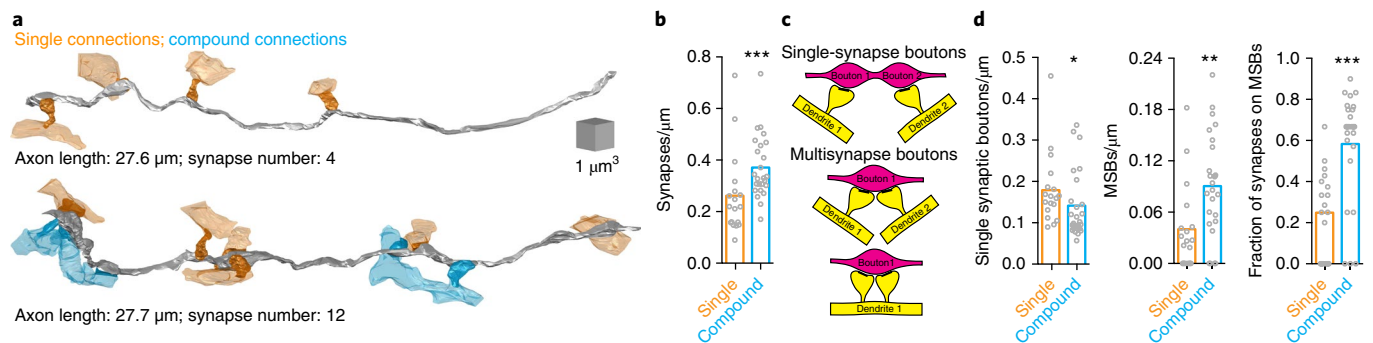 a
Single connections; compound connections
Axon length: 27.6 µm; synapse number: 4
1 µm³
Axon length: 27.7 µm; synapse number: 12
b
***
Synapses/µm
0.8
0.6
0.4
0.2
0.0
Single
Compound
c
Single-synapse boutons
Bouton 1
Bouton 2
Dendrite 1
Dendrite 2
Multisynapse boutons
Bouton 1
Dendrite 1
Dendrite 2
Bouton1
Dendrite 1
d
*
Single synaptic boutons/µm
0.5
0.4
0.3
0.2
0.1
0.0
Single
Compound
**
MSBs/µm
0.24
0.18
0.12
0.06
0.00
Single
Compound
***
Fraction of synapses on MSBs
1.0
0.8
0.6
0.4
0.2
0.0
Single
Compound